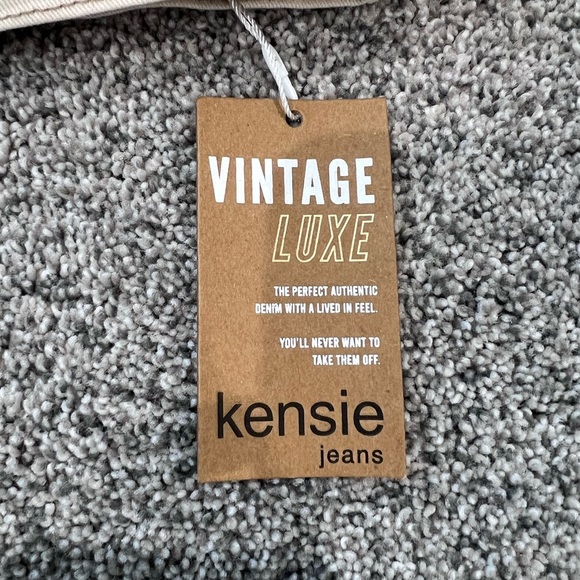 VINTAGE
LUXE
THE PERFECT AUTHENTIC
DENIM WITH A LIVED IN FEEL.
YOU'LL NEVER WANT TO
TAKE THEM OFF.
kensie
jeans